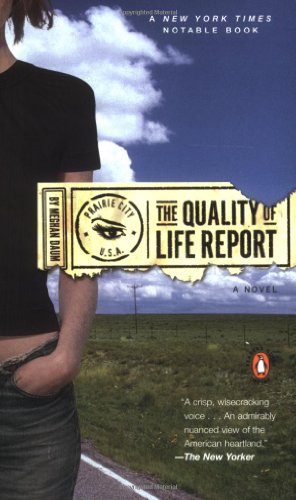 A NEW YORK TIMES
NOTABLE BOOK
BY MEGHAN DAUM
PRAIRIE CITY
U.S.A.
THE QUALITY OF
LIFE REPORT
A NOVEL
"A crisp, wisecracking
voice . . . An admirably
nuanced view of the
American heartland."
—The New Yorker